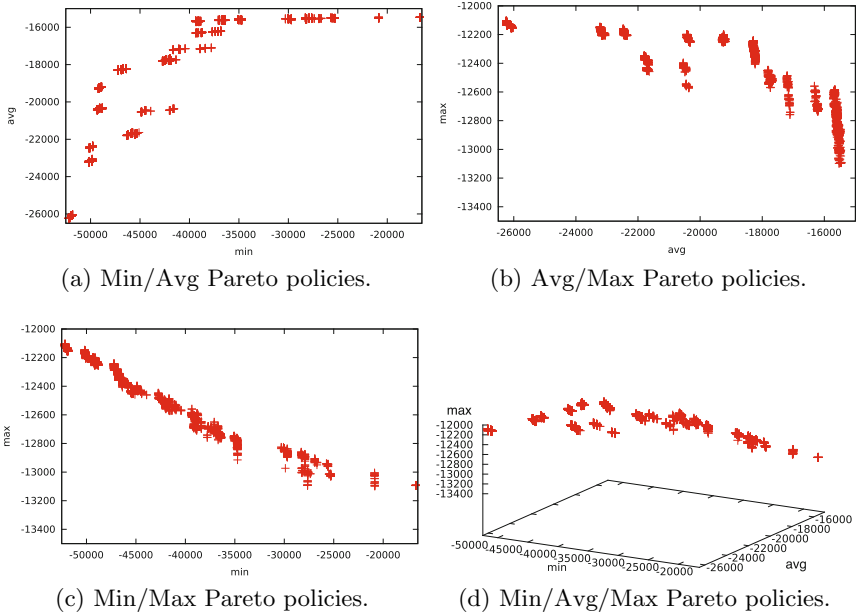 -16000
-18000
-20000
-22000
-24000
-26000
avg
-50000 -45000 -40000 -35000 -30000 -25000 -20000
min
(a) Min/Avg Pareto policies.
-12000
-12200
-12400
-12600
-12800
-13000
-13200
-13400
max
-26000 -24000 -22000 -20000 -18000 -16000
avg
(b) Avg/Max Pareto policies.
-12000
-12200
-12400
-12600
-12800
-13000
-13200
-13400
max
-50000 -45000 -40000 -35000 -30000 -25000 -20000
min
(c) Min/Max Pareto policies.
max
-12000
-12200
-12400
-12600
-12800
-13000
-13200
-13400
-50000 -45000 -40000 -35000 -30000 -25000 -20000
min
-26000 -24000 -22000 -20000 -18000 -16000
avg
(d) Min/Avg/Max Pareto policies.